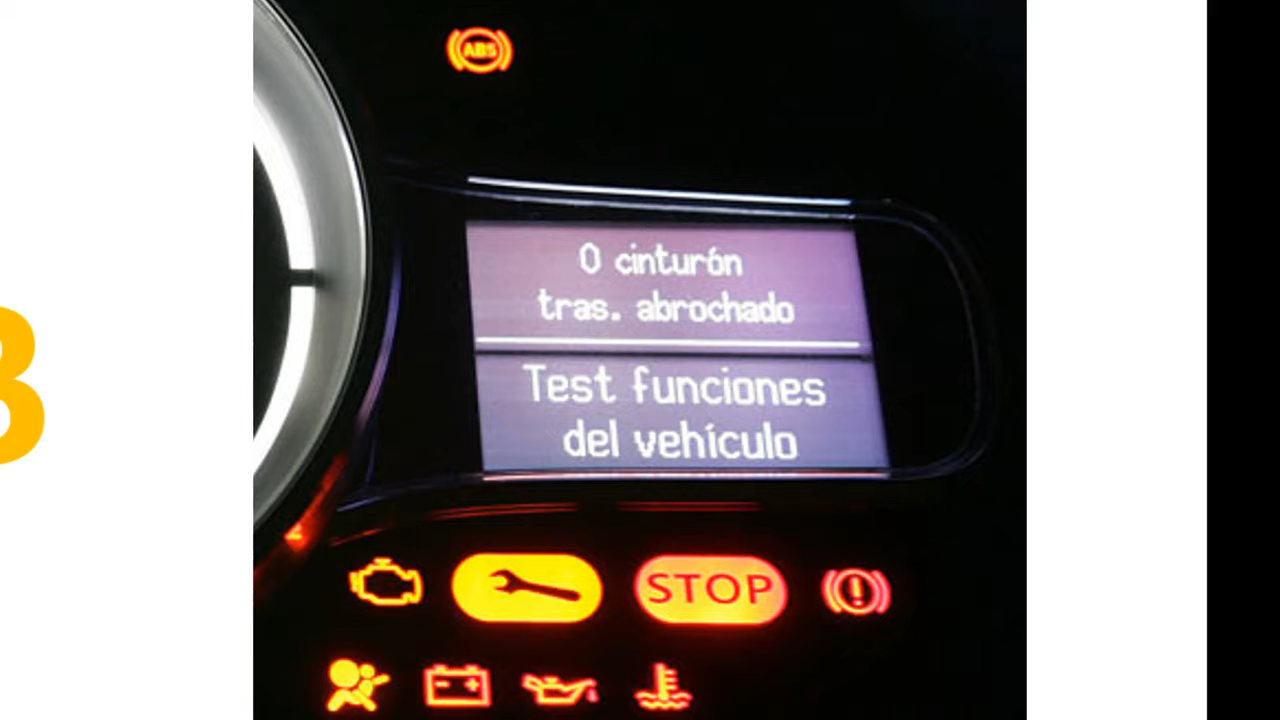 ABS
0 cinturón
tras. abrochado
Test funciones
del vehículo
STOP